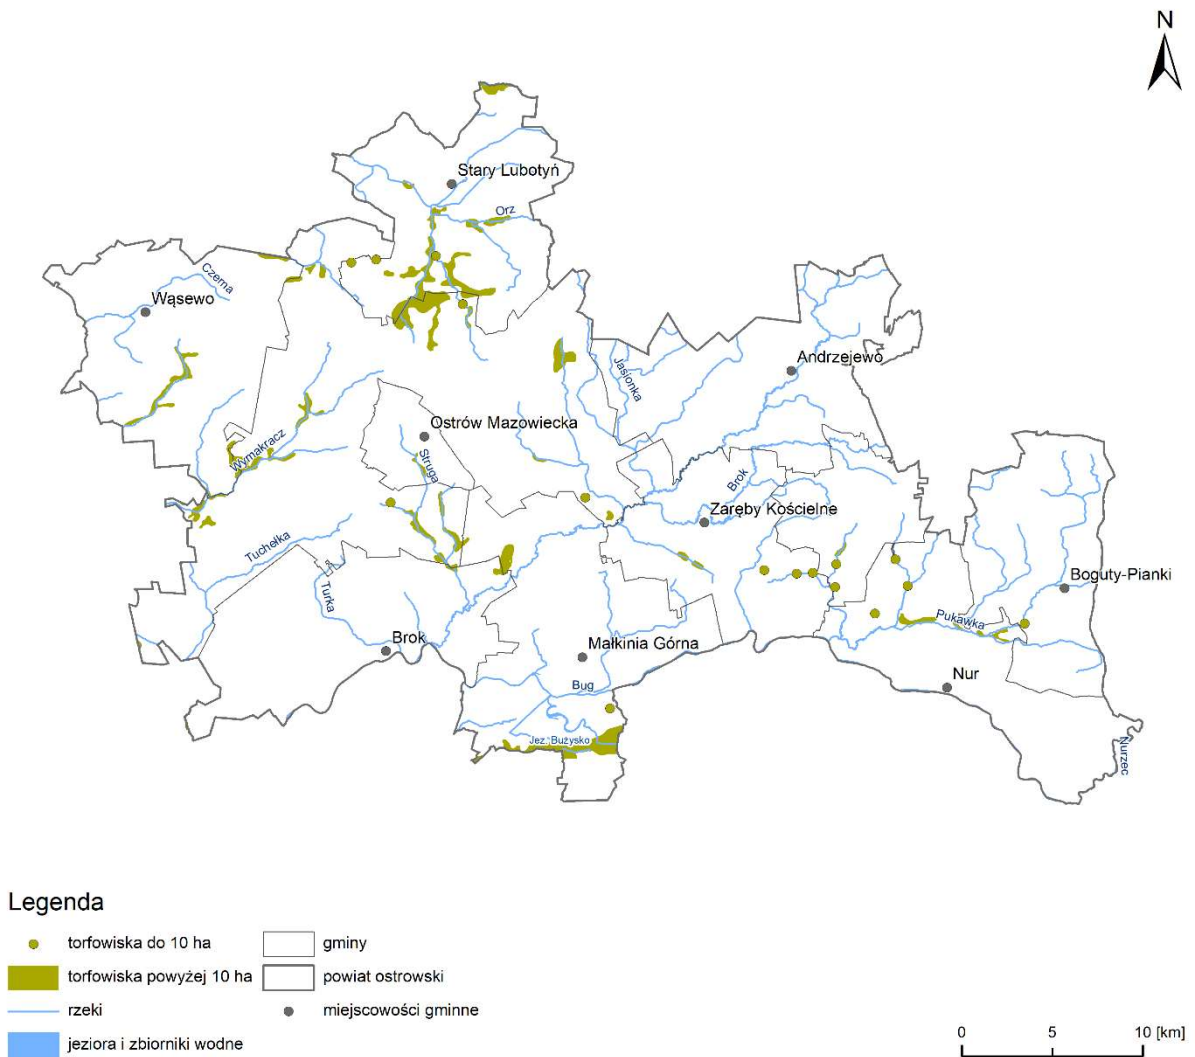 N
Stary Lubotyń
Orz
Czerna
Wąsewo
Andrzejewo
Jasionka
Ostrów Mazowiecka
Wymakracz
Struga
Brok
Zaręby Kościelne
Tuchełka
Turka
Boguty-Pianki
Pukawka
Brok
Małkinia Górna
Nur
Bug
Jez. Bużysko
Nurzec
Legenda
torfowiska do 10 ha
gminy
torfowiska powyżej 10 ha
powiat ostrowski
rzeki
miejscowości gminne
jeziora i zbiorniki wodne
0 5 10 [km]